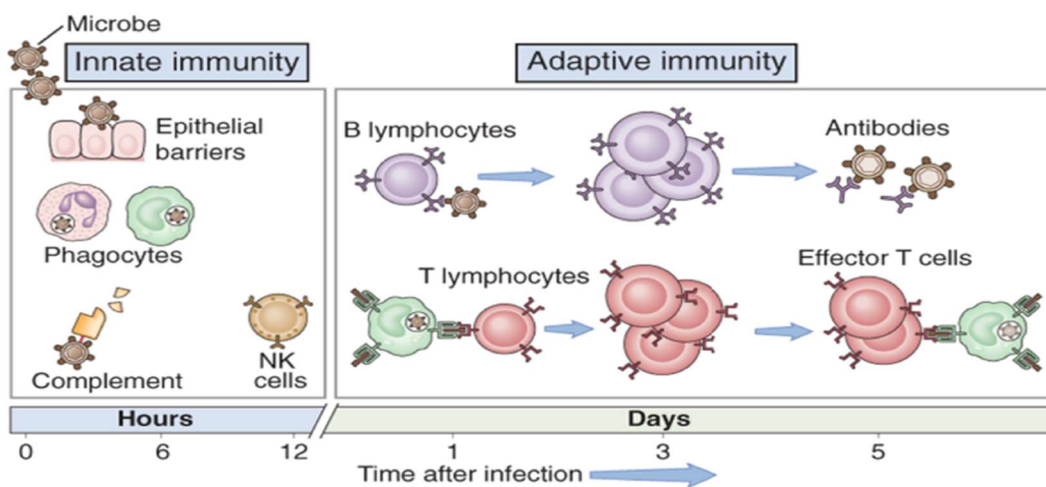 Microbe
Innate immunity
Adaptive immunity
Epithelial
barriers
B lymphocytes
Antibodies
Phagocytes
T lymphocytes
Effector T cells
Complement
NK
cells
Hours
Days
0
6
12
1
3
5
Time after infection